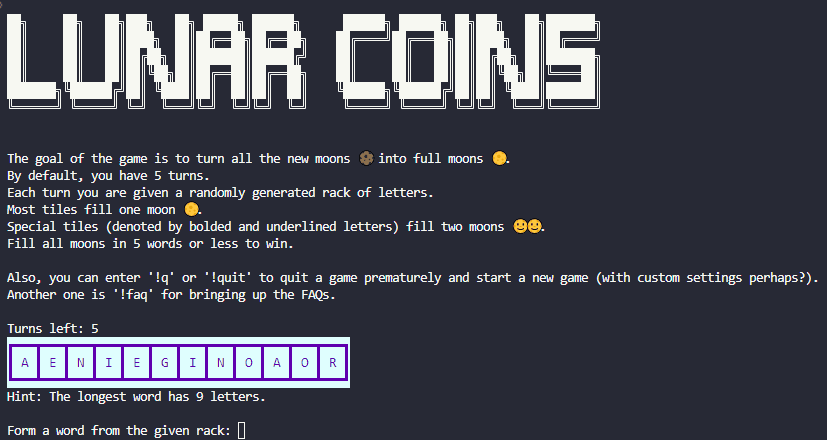 LUNAR COINS
The goal of the game is to turn all the new moons 🌑 into full moons 🌕.
By default, you have 5 turns.
Each turn you are given a randomly generated rack of letters.
Most tiles fill one moon 🌕.
Special tiles (denoted by bolded and underlined letters) fill two moons 🌝🌝.
Fill all moons in 5 words or less to win.
Also, you can enter '!q' or '!quit' to quit a game prematurely and start a new game (with custom settings perhaps?).
Another one is '!faq' for bringing up the FAQs.
Turns left: 5
A E N I E G I N O A O R
Hint: The longest word has 9 letters.
Form a word from the given rack: